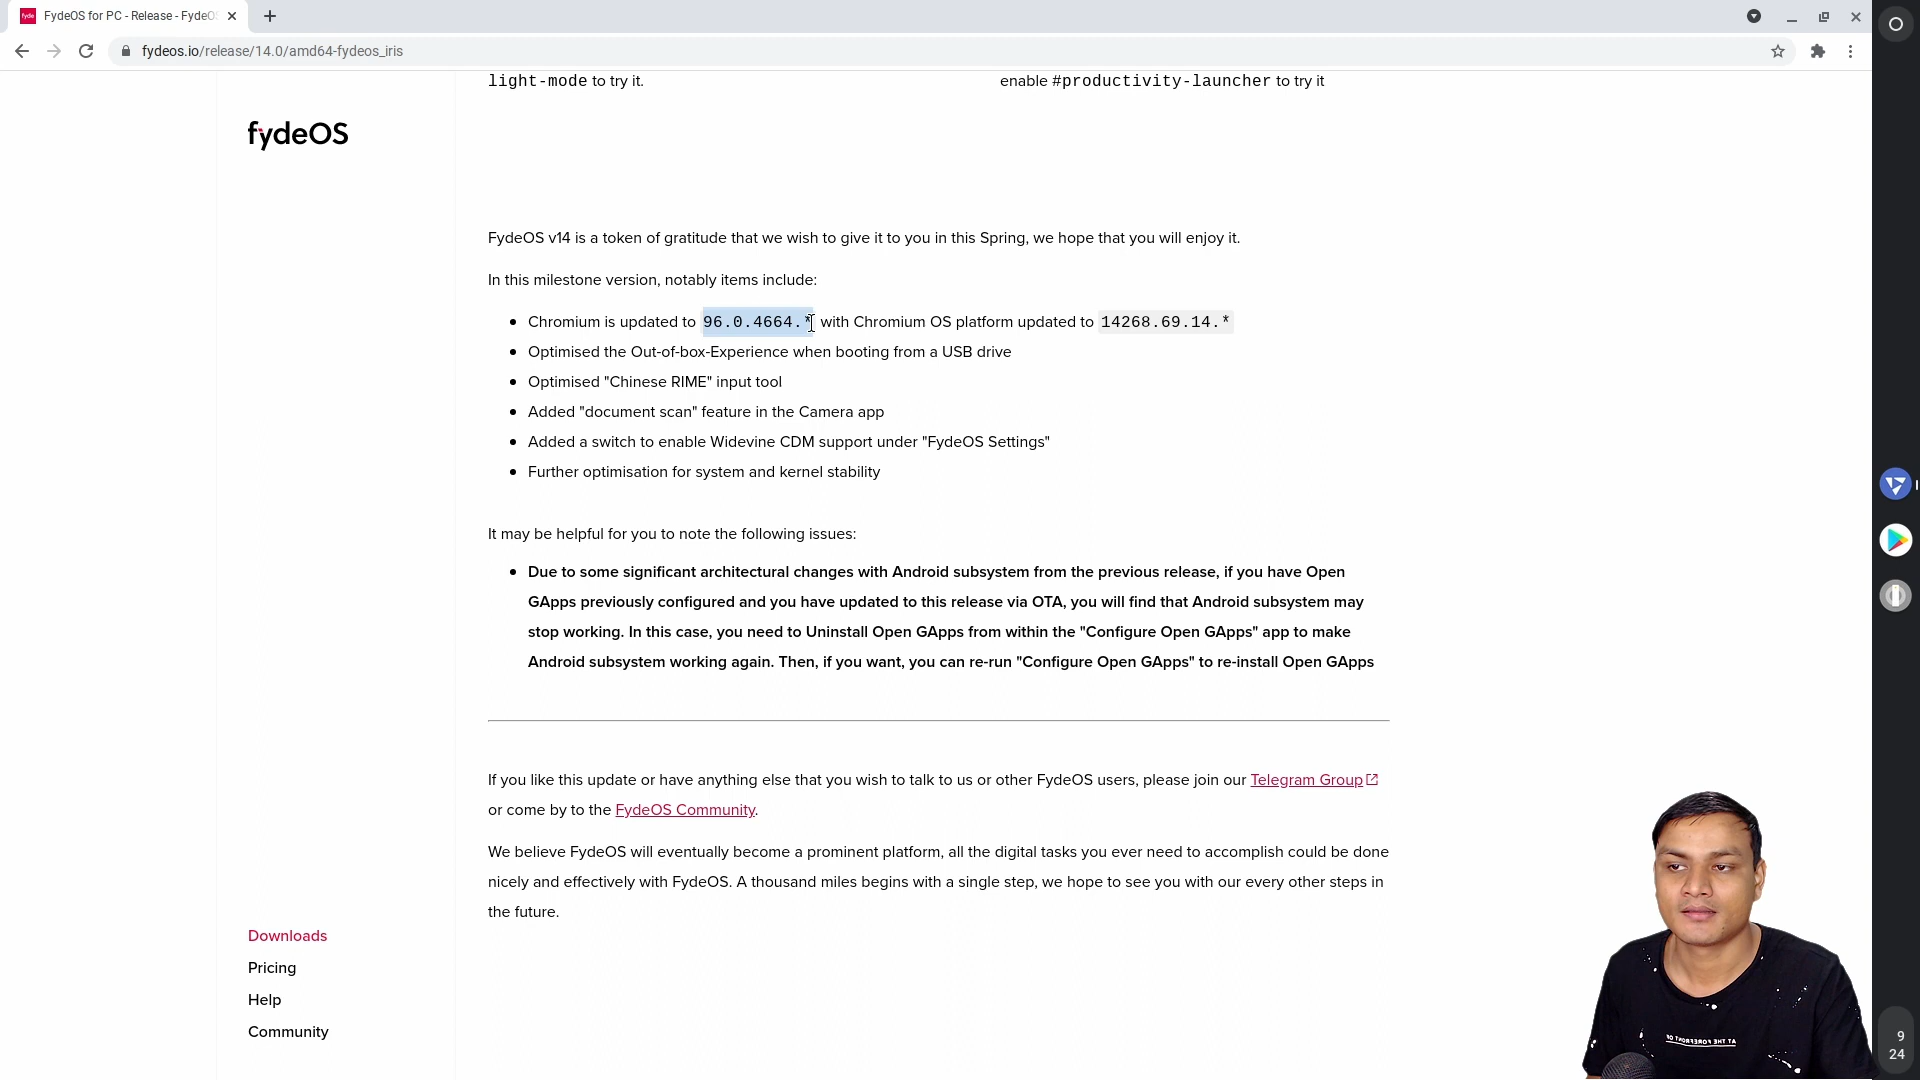 fyde FydeOS for PC - Release - FydeOS
fydeos.io/release/14.0/amd64-fydeos_iris
light-mode to try it.
enable #productivity-launcher to try it
fydeOS
FydeOS v14 is a token of gratitude that we wish to give it to you in this Spring, we hope that you will enjoy it.
In this milestone version, notably items include:
Chromium is updated to 96.0.4664.* with Chromium OS platform updated to 14268.69.14.*
Optimised the Out-of-box-Experience when booting from a USB drive
Optimised "Chinese RIME" input tool
Added "document scan" feature in the Camera app
Added a switch to enable Widevine CDM support under "FydeOS Settings"
Further optimisation for system and kernel stability
It may be helpful for you to note the following issues:
Due to some significant architectural changes with Android subsystem from the previous release, if you have Open
GApps previously configured and you have updated to this release via OTA, you will find that Android subsystem may
stop working. In this case, you need to Uninstall Open GApps from within the "Configure Open GApps" app to make
Android subsystem working again. Then, if you want, you can re-run "Configure Open GApps" to re-install Open GApps
If you like this update or have anything else that you wish to talk to us or other FydeOS users, please join our Telegram Group
or come by to the FydeOS Community.
We believe FydeOS will eventually become a prominent platform, all the digital tasks you ever need to accomplish could be done
nicely and effectively with FydeOS. A thousand miles begins with a single step, we hope to see you with our every other steps in
the future.
Downloads
Pricing
Help
Community
AT THE FOREFRONT OF
9
24